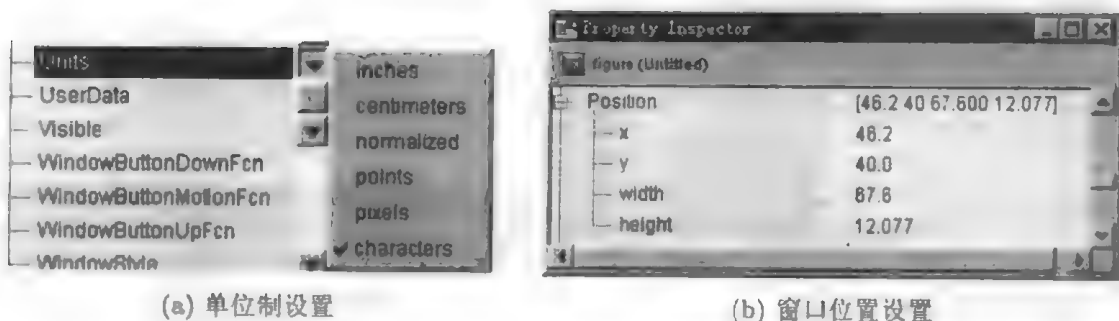 Units
UserData
Visible
WindowButtonDownFcn
WindowButtonMotionFcn
WindowButtonUpFcn
WindowStyle
inches
centimeters
normalized
points
pixels
characters
(a) 单位制设置
Property Inspector
figure (Untitled)
Position [46.2 40 67.600 12.077]
x 46.2
y 40.0
width 67.6
height 12.077
(b) 窗口位置设置